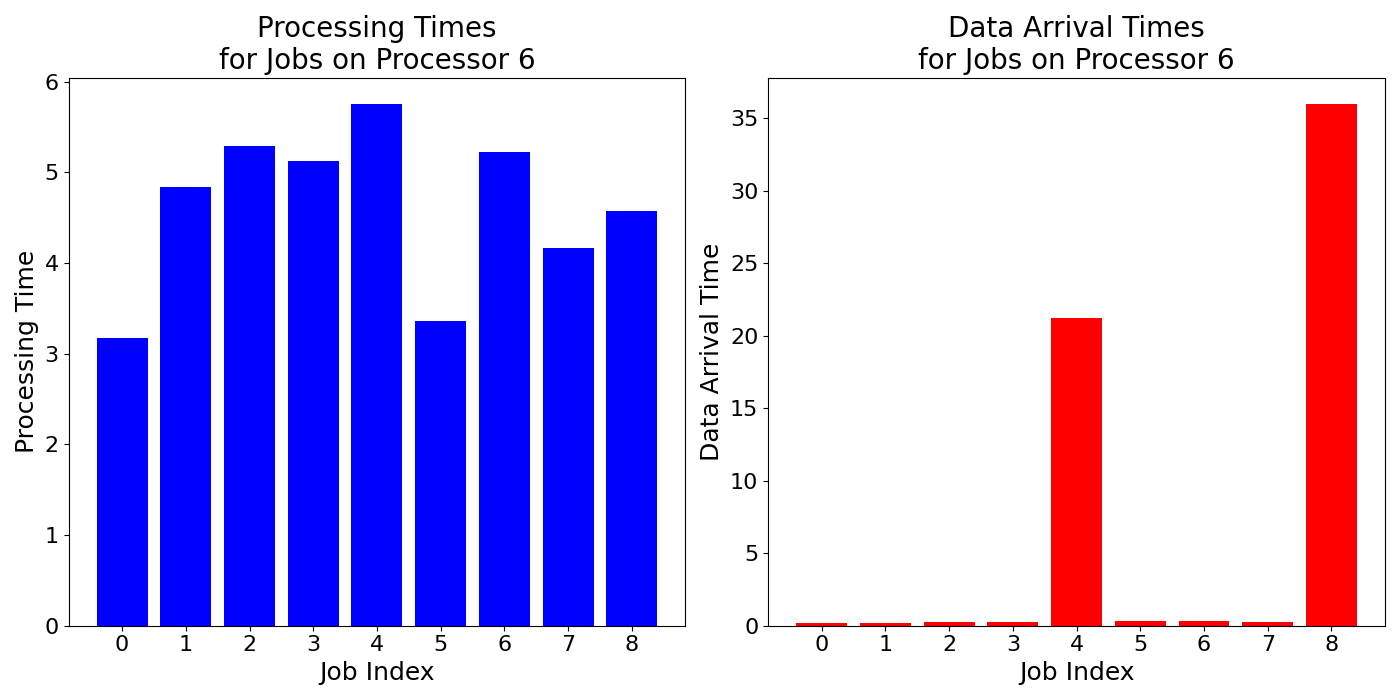 Processing Times
for Jobs on Processor 6
Processing Time
6
5
4
3
2
1
0
0 1 2 3 4 5 6 7 8
Job Index
Data Arrival Times
for Jobs on Processor 6
Data Arrival Time
35
30
25
20
15
10
5
0
0 1 2 3 4 5 6 7 8
Job Index